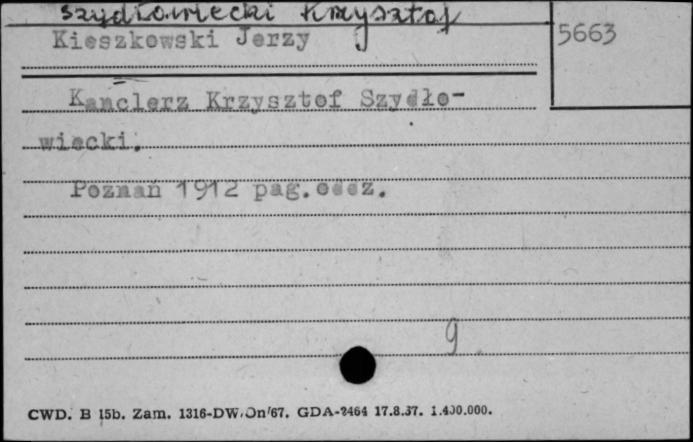 Szydłowiecki Krzysztof
Kieszkowski Jerzy
5663
Kanclerz Krzysztof Szydło-
wiecki.
Poznań 1912 pag.
9
CWD. B 15b. Zam. 1316-DW/On/67. GDA-2464 17.8.67. 1.400.000.